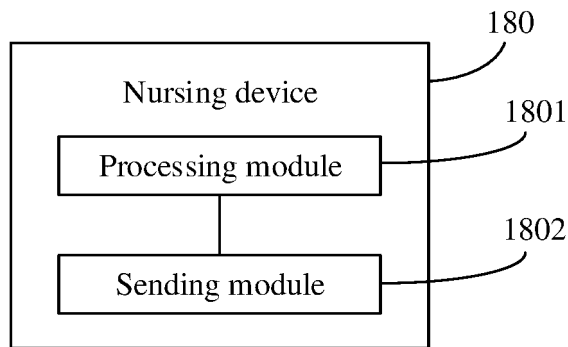 180
Nursing device
1801
Processing module
1802
Sending module